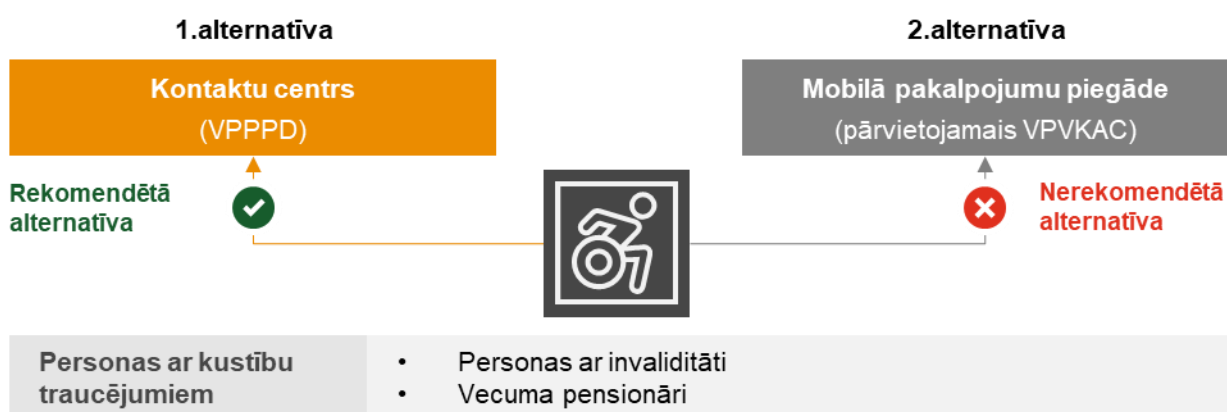 1.alternatīva
2.alternatīva
Kontaktu centrs
(VPPPD)
Mobilā pakalpojumu piegāde
(pārvietojamais VPVKAC)
Rekomendētā
alternatīva
Nerekomendētā
alternatīva
Personas ar kustību
traucējumiem
• Personas ar invaliditāti
• Vecuma pensionāri